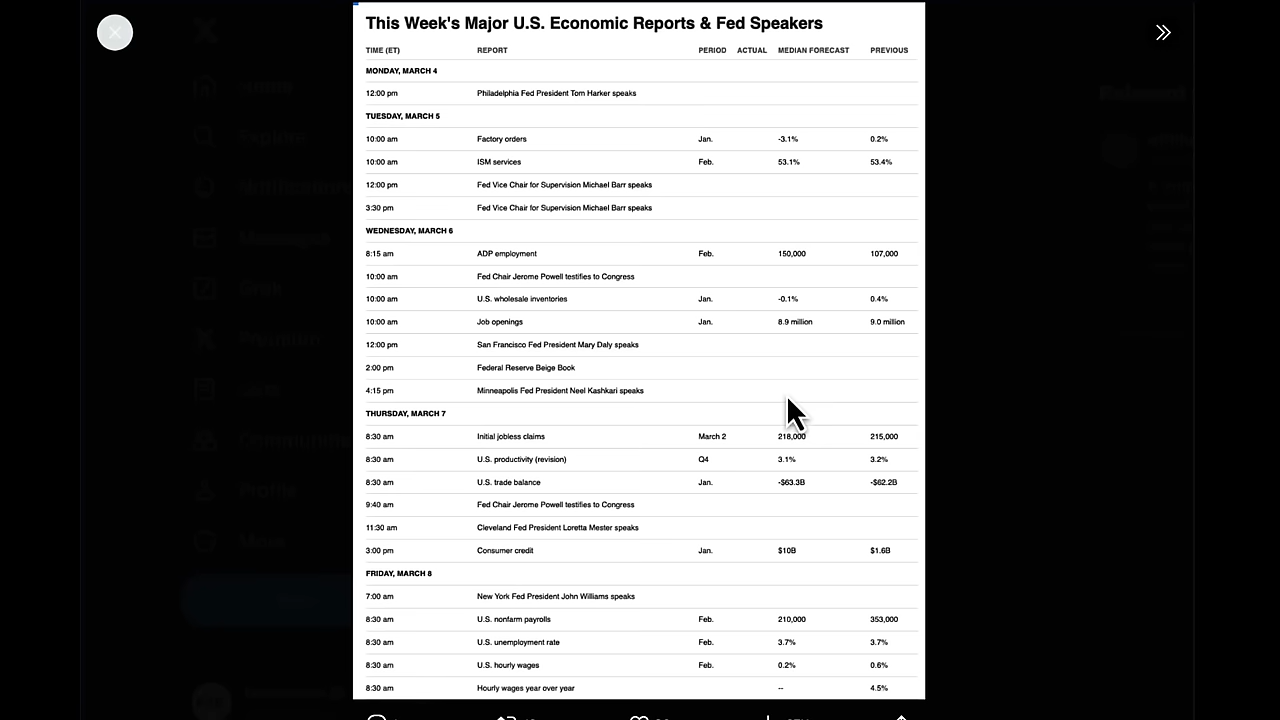 This Week's Major U.S. Economic Reports & Fed Speakers
TIME (ET) REPORT PERIOD ACTUAL MEDIAN FORECAST PREVIOUS
MONDAY, MARCH 4
12:00 pm Philadelphia Fed President Tom Harker speaks
TUESDAY, MARCH 5
10:00 am Factory orders Jan. -3.1% 0.2%
10:00 am ISM services Feb. 53.1% 53.4%
12:00 pm Fed Vice Chair for Supervision Michael Barr speaks
3:30 pm Fed Vice Chair for Supervision Michael Barr speaks
WEDNESDAY, MARCH 6
8:15 am ADP employment Feb. 150,000 107,000
10:00 am Fed Chair Jerome Powell testifies to Congress
10:00 am U.S. wholesale inventories Jan. -0.1% 0.4%
10:00 am Job openings Jan. 8.9 million 9.0 million
12:00 pm San Francisco Fed President Mary Daly speaks
2:00 pm Federal Reserve Beige Book
4:15 pm Minneapolis Fed President Neel Kashkari speaks
THURSDAY, MARCH 7
8:30 am Initial jobless claims March 2 218,000 215,000
8:30 am U.S. productivity (revision) Q4 3.1% 3.2%
8:30 am U.S. trade balance Jan. -$63.3B -$62.2B
9:40 am Fed Chair Jerome Powell testifies to Congress
11:30 am Cleveland Fed President Loretta Mester speaks
3:00 pm Consumer credit Jan. $10B $1.6B
FRIDAY, MARCH 8
7:00 am New York Fed President John Williams speaks
8:30 am U.S. nonfarm payrolls Feb. 210,000 353,000
8:30 am U.S. unemployment rate Feb. 3.7% 3.7%
8:30 am U.S. hourly wages Feb. 0.2% 0.6%
8:30 am Hourly wages year over year -- 4.5%